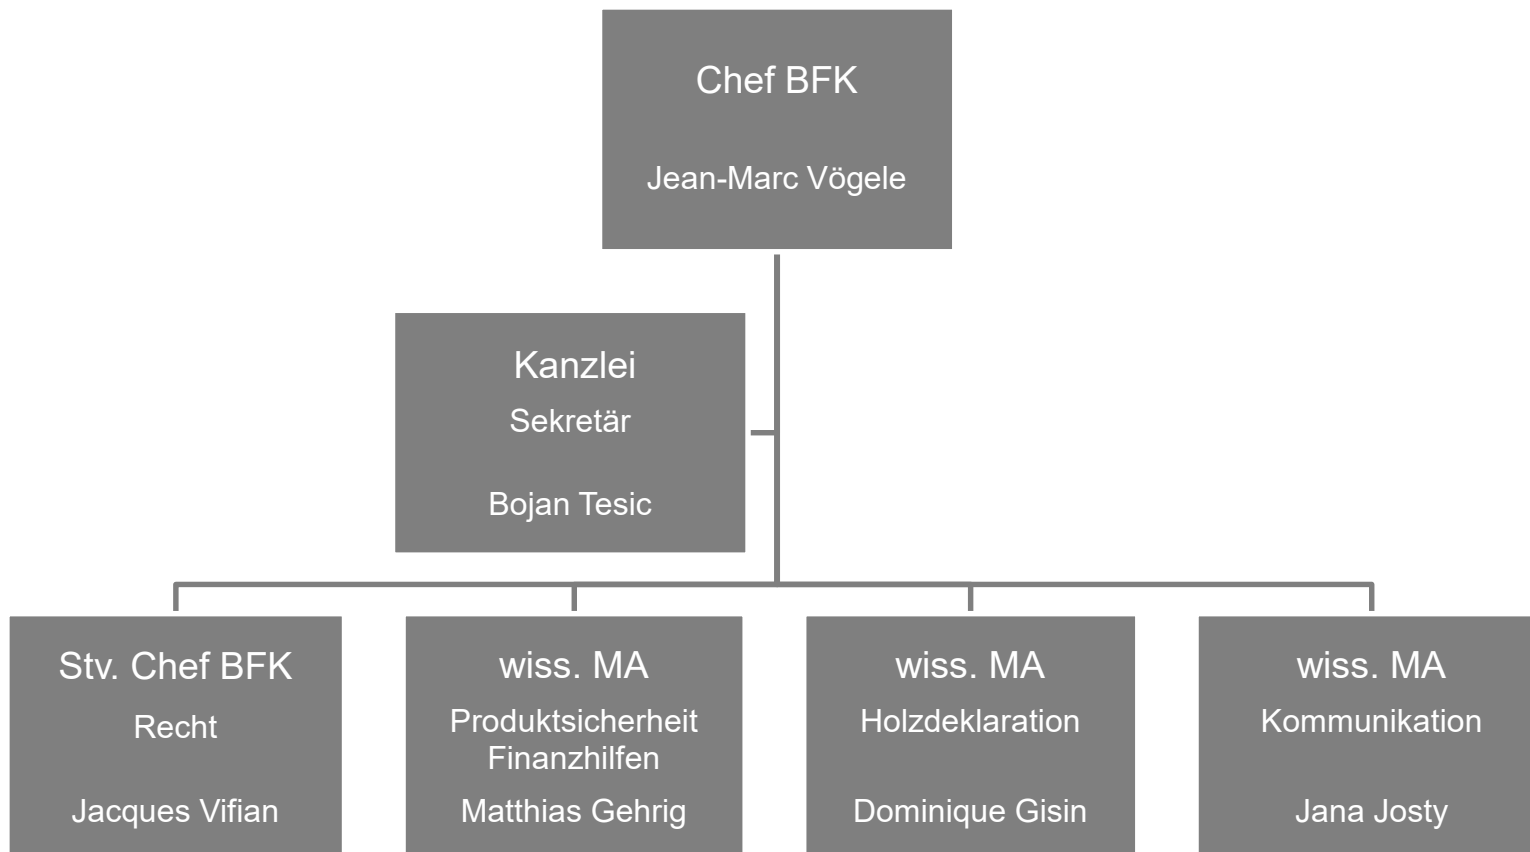 Chef BFK
Jean-Marc Vögele
Kanzlei
Sekretär
Bojan Tesic
Stv. Chef BFK
Recht
Jacques Vifian
wiss. MA
Produktsicherheit
Finanzhilfen
Matthias Gehrig
wiss. MA
Holzdeklaration
Dominique Gisin
wiss. MA
Kommunikation
Jana Josty